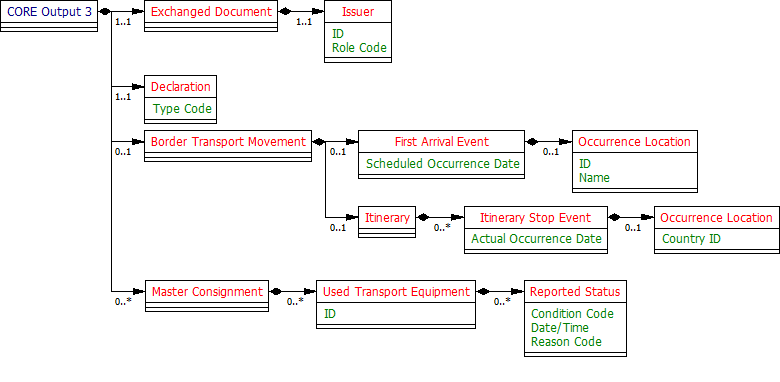 CORE Output 3
Exchanged Document
Issuer
ID
Role Code
1..1
1..1
Declaration
Type Code
1..1
Border Transport Movement
First Arrival Event
Scheduled Occurrence Date
Occurrence Location
ID
Name
0..1
0..1
0..1
Itinerary
Itinerary Stop Event
Actual Occurrence Date
Occurrence Location
Country ID
0..1
0..*
0..1
Master Consignment
Used Transport Equipment
ID
Reported Status
Condition Code
Date/Time
Reason Code
0..*
0..*
0..*